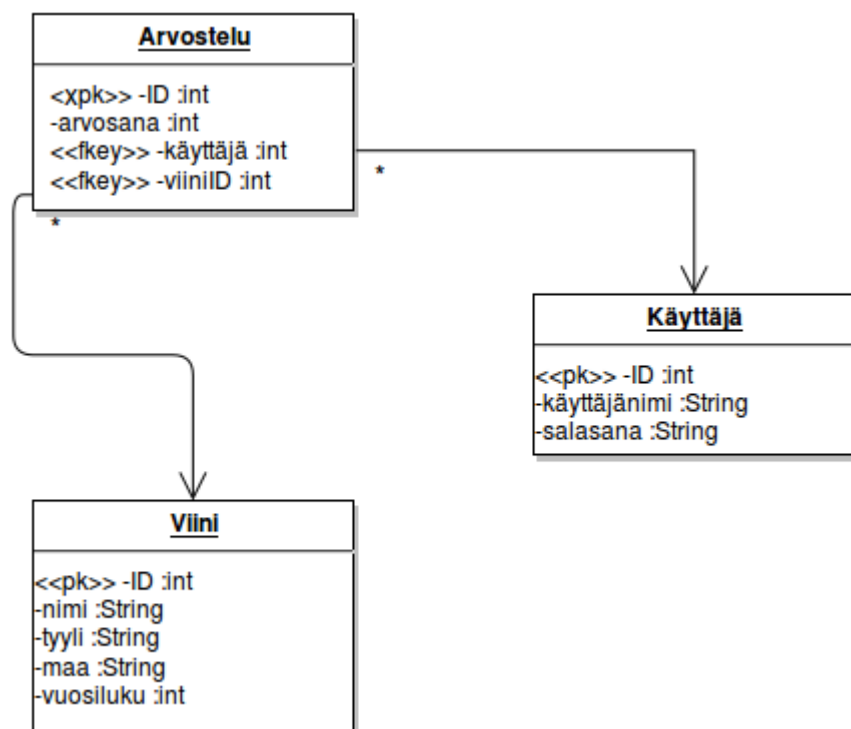 Arvostelu
<xpk>> -ID :int
-arvosana :int
<<fkey>> -käyttäjä :int
<<fkey>> -viiniID :int
*
*
Käyttäjä
<<pk>> -ID :int
-käyttäjänimi :String
-salasana :String
Viini
<<pk>> -ID :int
-nimi :String
-tyyli :String
-maa :String
-vuosiluku :int